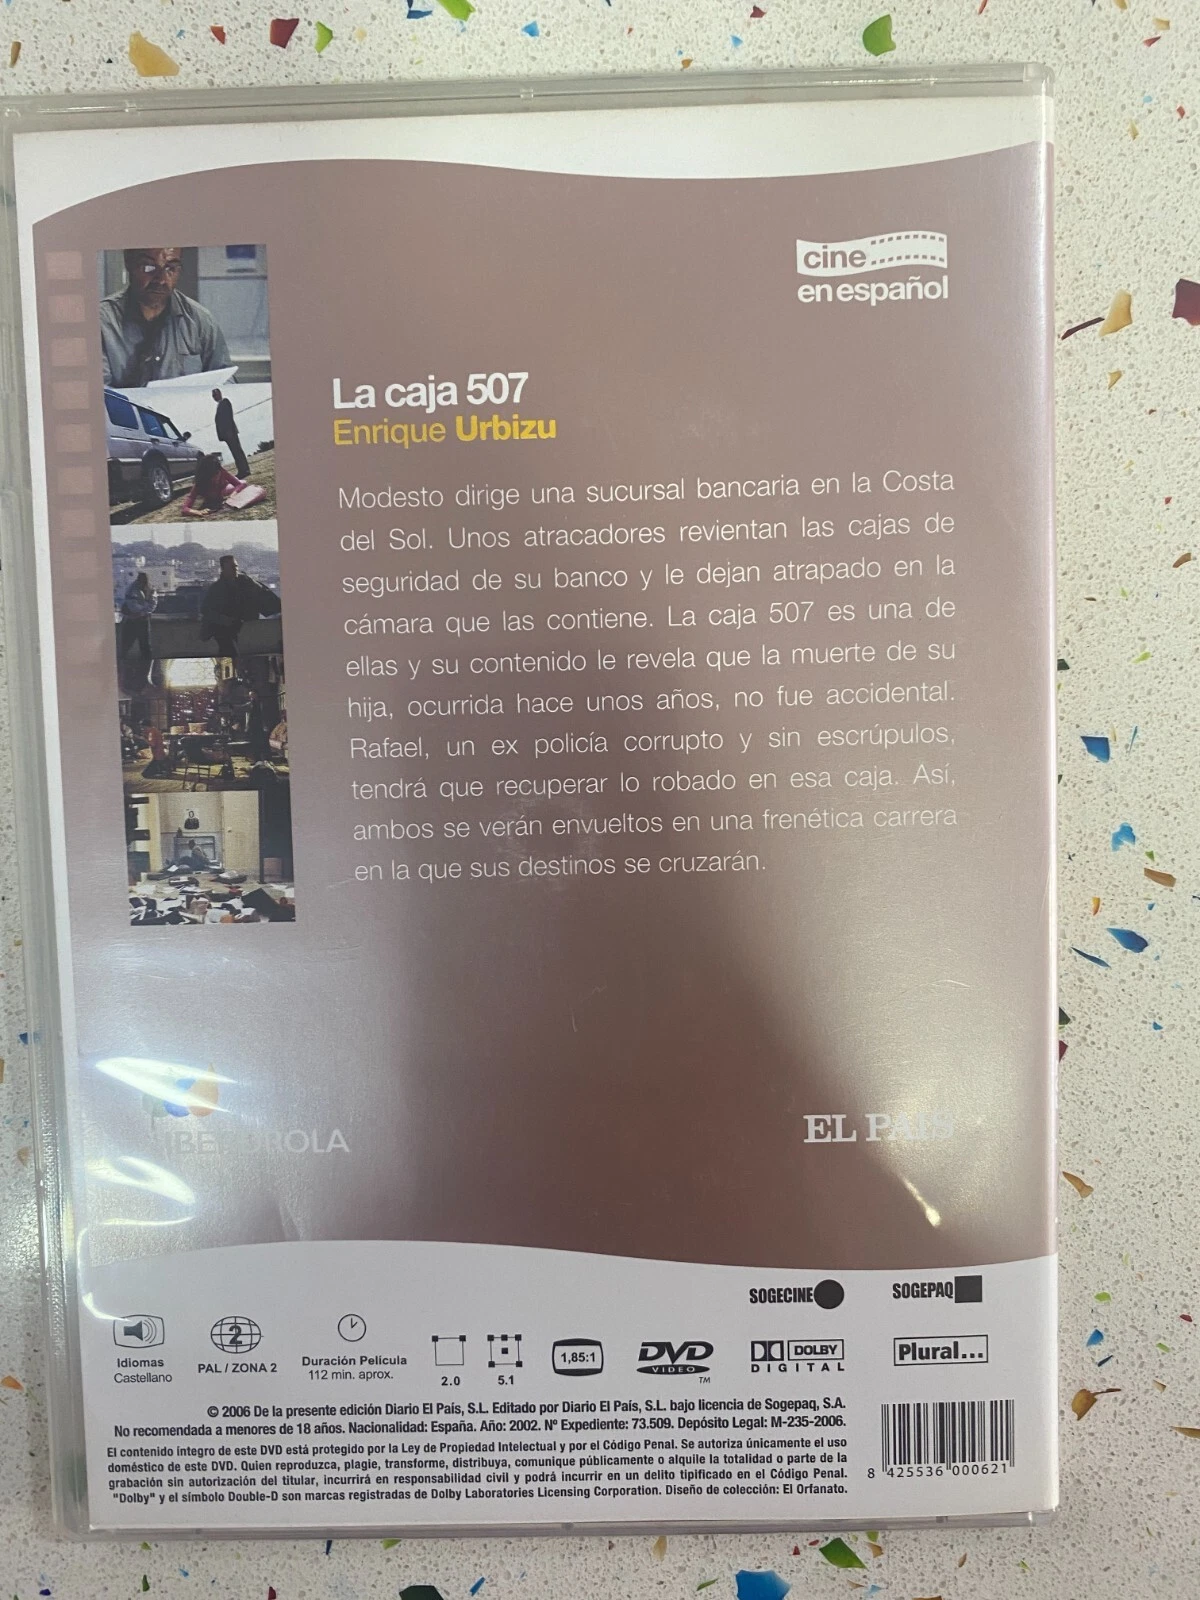 cine
en español
La caja 507
Enrique Urbizu
Modesto dirige una sucursal bancaria en la Costa
del Sol. Unos atracadores revientan las cajas de
seguridad de su banco y le dejan atrapado en la
cámara que las contiene. La caja 507 es una de
ellas y su contenido le revela que la muerte de su
hija, ocurrida hace unos años, no fue accidental.
Rafael, un ex policía corrupto y sin escrúpulos,
tendrá que recuperar lo robado en esa caja. Así,
ambos se verán envueltos en una frenética carrera
en la que sus destinos se cruzarán.
IBERDROLA
EL PAÍS
SOGECINE
SOGEPAQ
Idiomas
Castellano
2
PAL / ZONA 2
Duración Película
112 min. aprox.
2.0
5.1
1,85:1
DVD
VIDEO
TM
DOLBY
DIGITAL
Plural...
© 2006 De la presente edición Diario El País, S.L. Editado por Diario El País, S.L. bajo licencia de Sogepaq, S.A.
No recomendada a menores de 18 años. Nacionalidad: España. Año: 2002. Nº Expediente: 73.509. Depósito Legal: M-235-2006.
El contenido integro de este DVD está protegido por la Ley de Propiedad Intelectual y por el Código Penal. Se autoriza únicamente el uso
doméstico de este DVD. Quien reproduzca, plagie, transforme, distribuya, comunique públicamente o alquile la totalidad o parte de la
grabación sin autorización del titular, incurrirá en responsabilidad civil y podrá incurrir en un delito tipificado en el Código Penal.
"Dolby" y el símbolo Double-D son marcas registradas de Dolby Laboratories Licensing Corporation. Diseño de colección: El Orfanato.
8 425536 000621